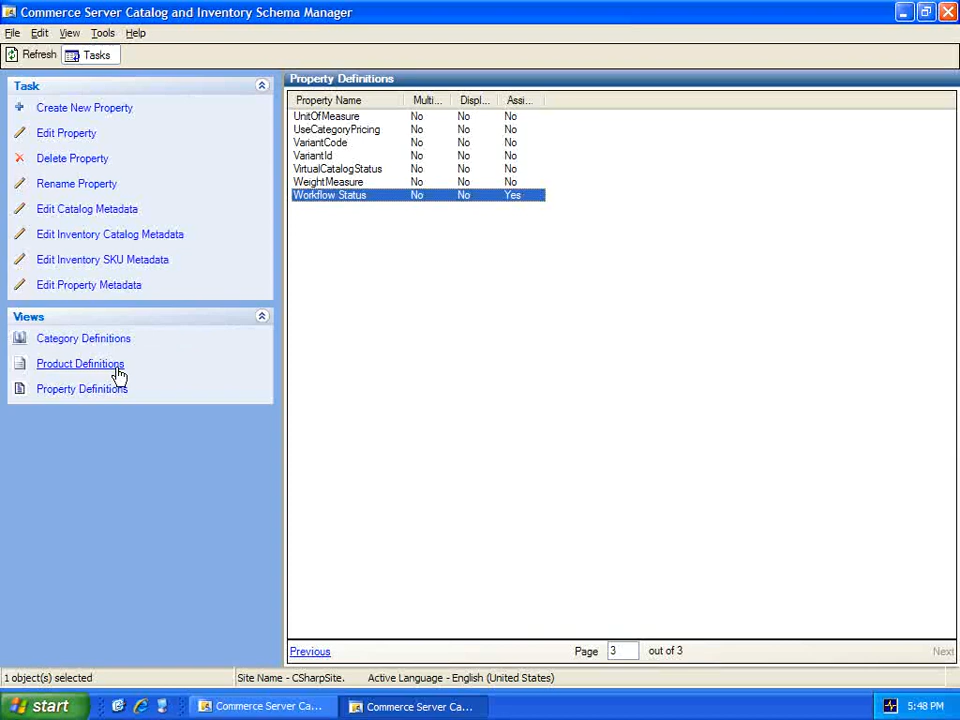 Commerce Server Catalog and Inventory Schema Manager
File Edit View Tools Help
Refresh Tasks
Task
Create New Property
Edit Property
Delete Property
Rename Property
Edit Catalog Metadata
Edit Inventory Catalog Metadata
Edit Inventory SKU Metadata
Edit Property Metadata
Views
Category Definitions
Product Definitions
Property Definitions
Property Definitions
Property Name Multi... Displ... Assi...
UnitOfMeasure No No No
UseCategoryPricing No No No
VariantCode No No No
VariantId No No No
VirtualCatalogStatus No No No
WeightMeasure No No No
Workflow Status No No Yes
Previous Page 3 out of 3 Next
1 object(s) selected Site Name - CSharpSite. Active Language - English (United States)
start Commerce Server Ca... Commerce Server Ca... 5:48 PM